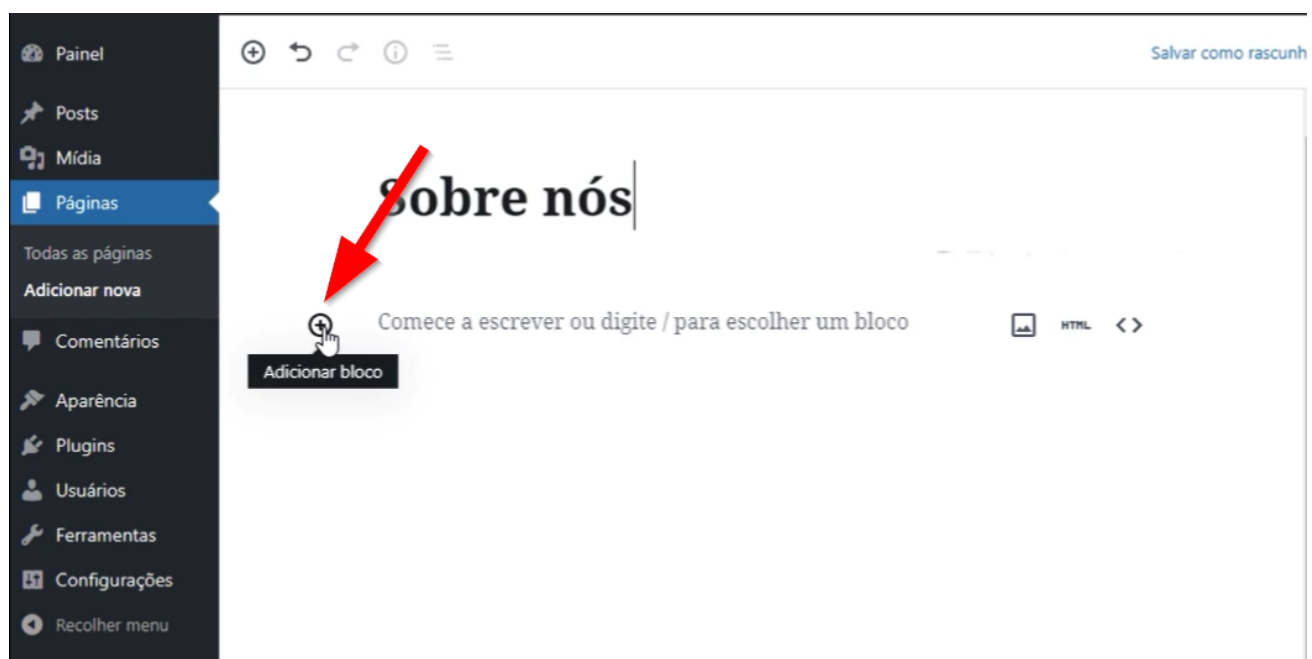 Painel
Posts
Mídia
Páginas
Todas as páginas
Adicionar nova
Comentários
Aparência
Plugins
Usuários
Ferramentas
Configurações
Recolher menu
Salvar como rascunh
Sobre nós
Comece a escrever ou digite / para escolher um bloco
HTML
Adicionar bloco